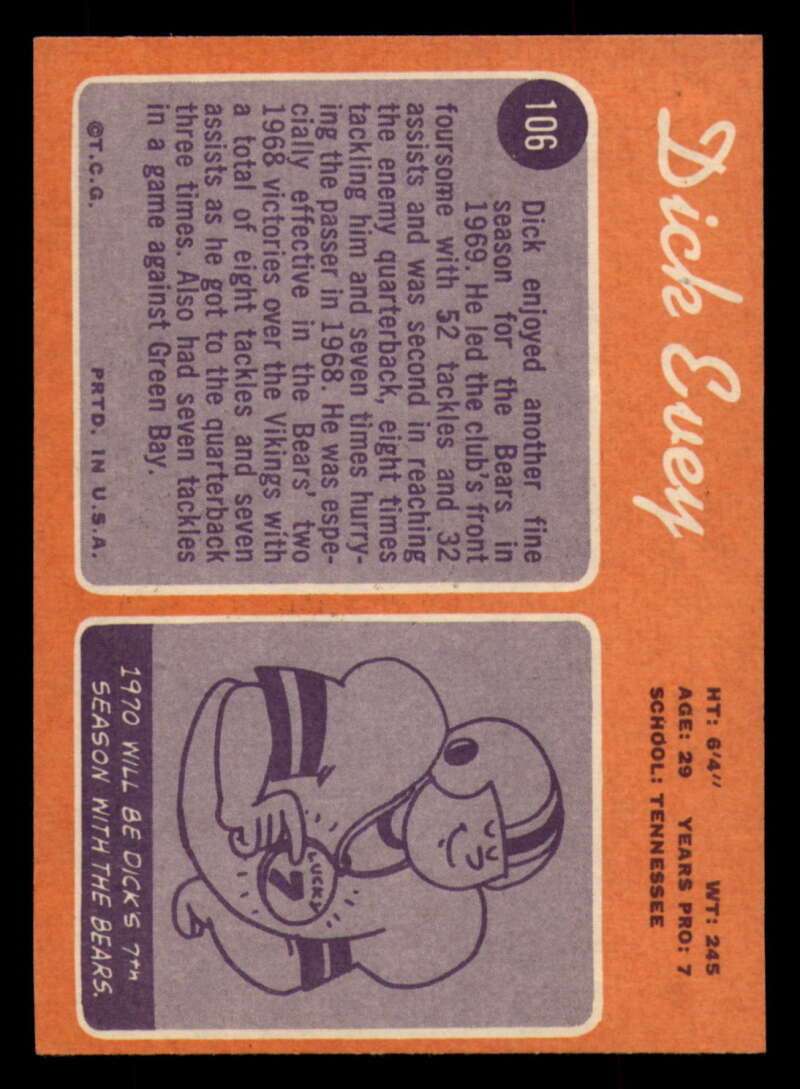 Dick Evey
HT: 6'4" WT: 245
AGE: 29 YEARS PRO: 7
SCHOOL: TENNESSEE
106
Dick enjoyed another fine
season for the Bears in
1969. He led the club's front
foursome with 52 tackles and 32
assists and was second in reaching
the enemy quarterback, eight times
tackling him and seven times hurry-
ing the passer in 1968. He was espe-
cially effective in the Bears' two
1968 victories over the Vikings with
a total of eight tackles and seven
assists as he got to the quarterback
three times. Also had seven tackles
in a game against Green Bay.
©T.C.G. PRTD. IN U.S.A.
LUCKY
7
1970 WILL BE DICK'S 7TH
SEASON WITH THE BEARS.